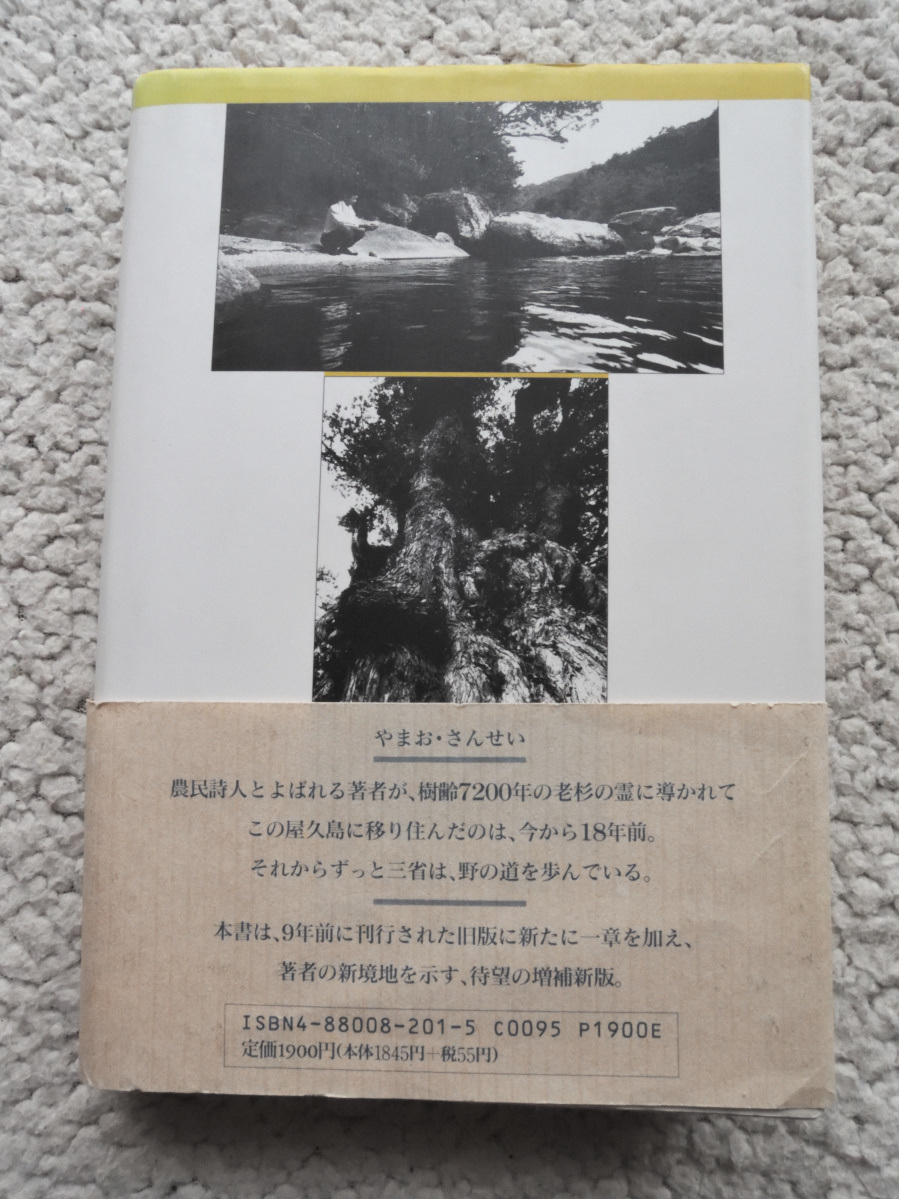 やまお・さんせい
農民詩人とよばれる著者が、樹齢7200年の老杉の霊に導かれて
この屋久島に移り住んだのは、今から18年前。
それからずっと三省は、野の道を歩んでいる。
本書は、9年前に刊行された旧版に新たに一章を加え、
著者の新境地を示す、待望の増補新版。
ISBN4-88008-201-5 C0095 P1900E
定価1900円(本体1845円+税55円)